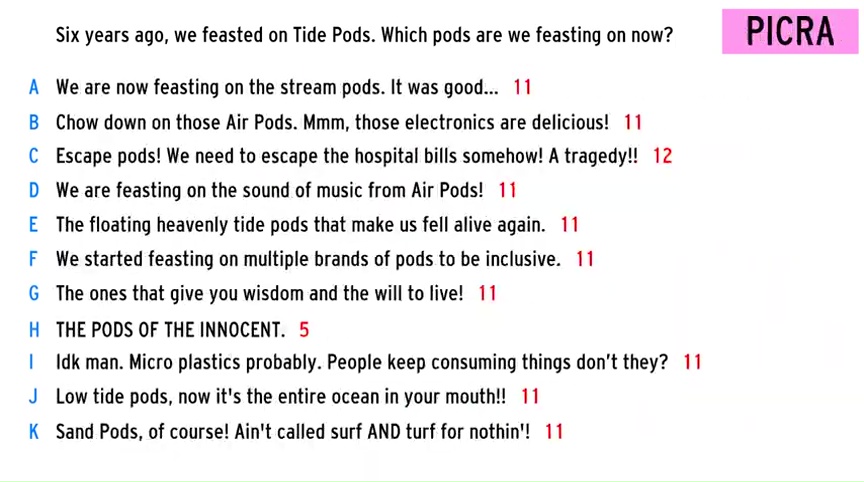 Six years ago, we feasted on Tide Pods. Which pods are we feasting on now?
PICRA
A We are now feasting on the stream pods. It was good... 11
B Chow down on those Air Pods. Mmm, those electronics are delicious! 11
C Escape pods! We need to escape the hospital bills somehow! A tragedy!! 12
D We are feasting on the sound of music from Air Pods! 11
E The floating heavenly tide pods that make us fell alive again. 11
F We started feasting on multiple brands of pods to be inclusive. 11
G The ones that give you wisdom and the will to live! 11
H THE PODS OF THE INNOCENT. 5
I Idk man. Micro plastics probably. People keep consuming things don't they? 11
J Low tide pods, now it's the entire ocean in your mouth!! 11
K Sand Pods, of course! Ain't called surf AND turf for nothin'! 11